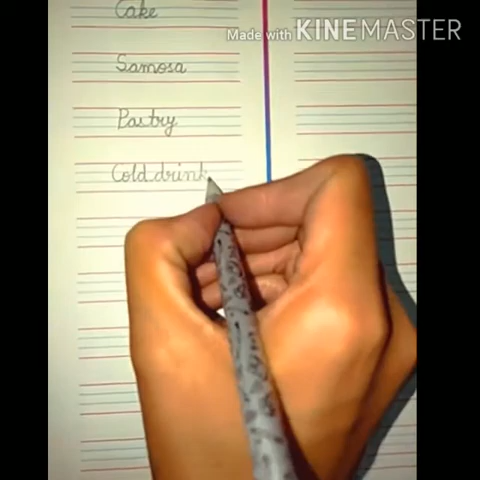 Cake
Made with KINEMASTER
Samosa
Pastry
Cold drink